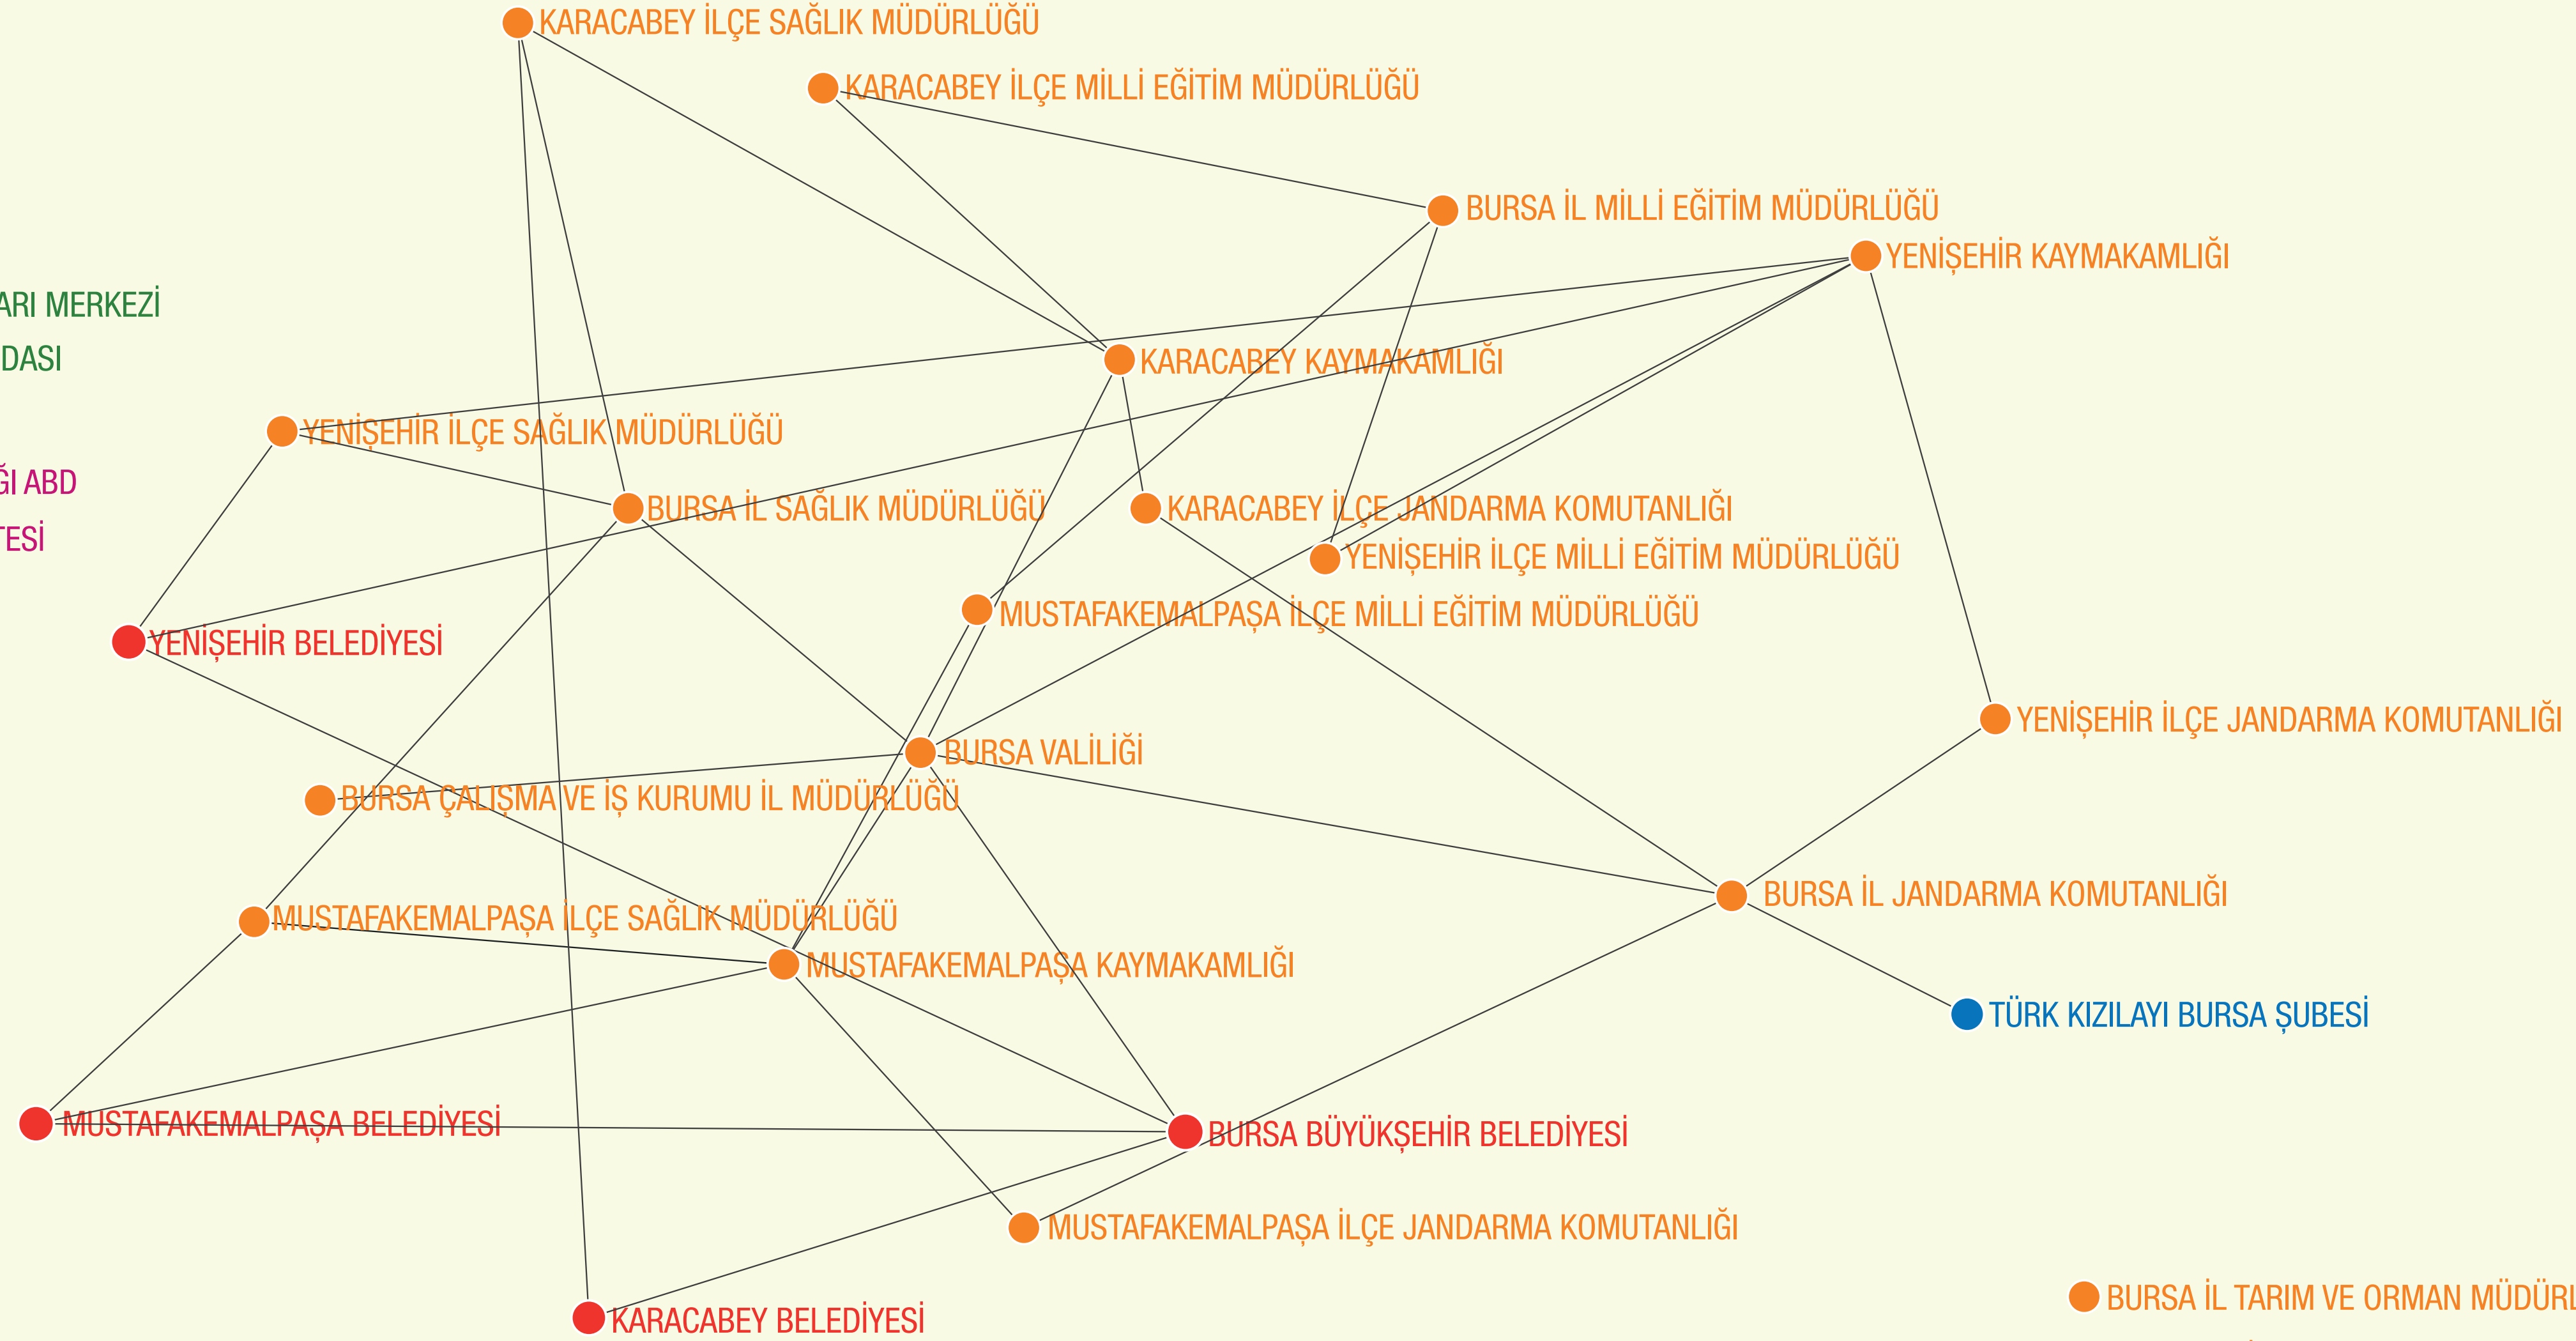 KARACABEY İLÇE SAĞLIK MÜDÜRLÜĞÜ
KARACABEY İLÇE MİLLİ EĞİTİM MÜDÜRLÜĞÜ
BURSA İL MİLLİ EĞİTİM MÜDÜRLÜĞÜ
YENİŞEHİR KAYMAKAMLIĞI
MERKEZİ
KARACABEY KAYMAKAMLIĞI
YENİŞEHİR İLÇE SAĞLIK MÜDÜRLÜĞÜ
ABD
BURSA İL SAĞLIK MÜDÜRLÜĞÜ
KARACABEY İLÇE JANDARMA KOMUTANLIĞI
YENİŞEHİR İLÇE MİLLİ EĞİTİM MÜDÜRLÜĞÜ
MUSTAFAKEMALPAŞA İLÇE MİLLİ EĞİTİM MÜDÜRLÜĞÜ
YENİŞEHİR BELEDİYESİ
YENİŞEHİR İLÇE JANDARMA KOMUTANLIĞI
BURSA VALİLİĞİ
BURSA ÇALIŞMA VE İŞ KURUMU İL MÜDÜRLÜĞÜ
BURSA İL JANDARMA KOMUTANLIĞI
MUSTAFAKEMALPAŞA İLÇE SAĞLIK MÜDÜRLÜĞÜ
MUSTAFAKEMALPAŞA KAYMAKAMLIĞI
TÜRK KIZILAYI BURSA ŞUBESİ
MUSTAFAKEMALPAŞA BELEDİYESİ
BURSA BÜYÜKŞEHİR BELEDİYESİ
MUSTAFAKEMALPAŞA İLÇE JANDARMA KOMUTANLIĞI
BURSA İL TARIM VE ORMAN
KARACABEY BELEDİYESİ